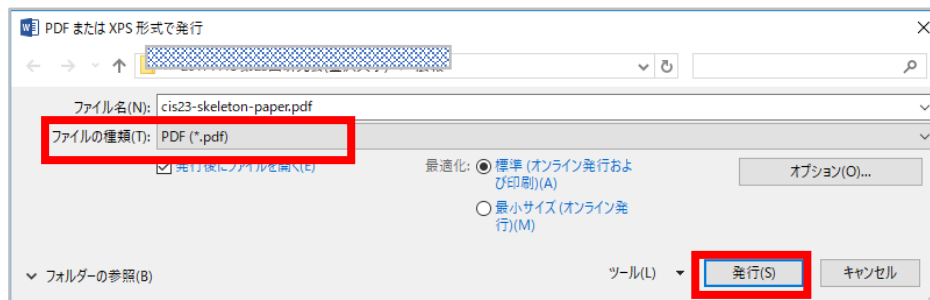 PDF または XPS 形式で発行
ファイル名(N): cis23-skeleton-paper.pdf
ファイルの種類(T): PDF (*.pdf)
発行後にファイルを開く(E)
最適化: 標準 (オンライン発行およ
び印刷)(A)
最小サイズ (オンライン発
行)(M)
オプション(O)...
フォルダーの参照(B)
ツール(L)
発行(S)
キャンセル